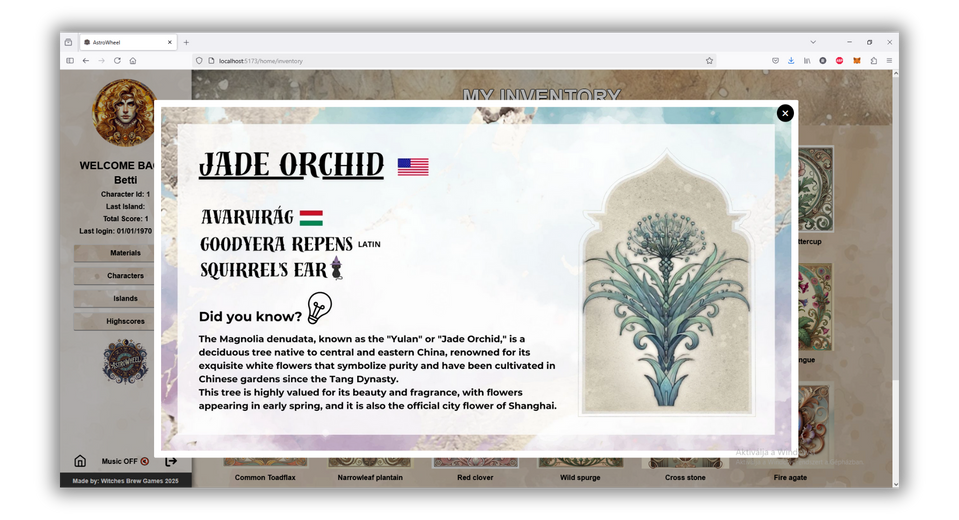 AstroWheel
localhost:5173/home/inventory
MY INVENTORY
WELCOME BA
Betti
Character Id: 1
Last Island:
Total Score: 1
Last login: 01/01/1970
Materials
Characters
Islands
Highscores
ASTROWHEEL
Music OFF
Made by: Witches Brew Games 2025
JADE ORCHID
AVARVIRÁG
GOODYERA REPENS LATIN
SQUIRREL'S EAR
Did you know?
The Magnolia denudata, known as the "Yulan" or "Jade Orchid," is a
deciduous tree native to central and eastern China, renowned for its
exquisite white flowers that symbolize purity and have been cultivated in
Chinese gardens since the Tang Dynasty.
This tree is highly valued for its beauty and fragrance, with flowers
appearing in early spring, and it is also the official city flower of Shanghai.
ttercup
ngue
Aktiválja a Wind
Common Toadflax
Narrowleaf plantain
Red clover
Wild spurge
Cross stone
Fire agate